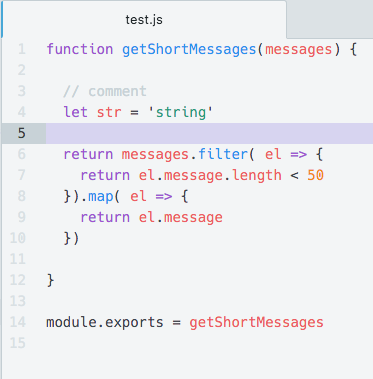 test.js
1 function getShortMessages(messages) {
2
3 // comment
4 let str = 'string'
5
6 return messages.filter( el => {
7 return el.message.length < 50
8 }).map( el => {
9 return el.message
10 })
11
12 }
13
14 module.exports = getShortMessages
15